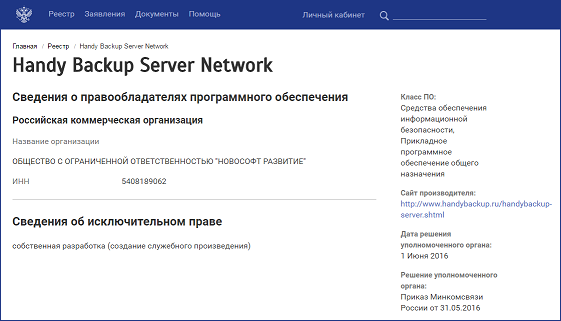 Реестр Заявления Документы Помощь Личный кабинет
Главная / Реестр / Handy Backup Server Network
Handy Backup Server Network
Сведения о правообладателях программного обеспечения
Российская коммерческая организация
Название организации
ОБЩЕСТВО С ОГРАНИЧЕННОЙ ОТВЕТСТВЕННОСТЬЮ "НОВОСОФТ РАЗВИТИЕ"
ИНН 5408189062
Сведения об исключительном праве
собственная разработка (создание служебного произведения)
Класс ПО:
Средства обеспечения
информационной
безопасности,
Прикладное
программное
обеспечение общего
назначения
Сайт производителя:
http://www.handybackup.ru/handybackup-
server.shtml
Дата решения
уполномоченного органа:
1 Июня 2016
Решение уполномоченного
органа:
Приказ Минкомсвязи
России от 31.05.2016